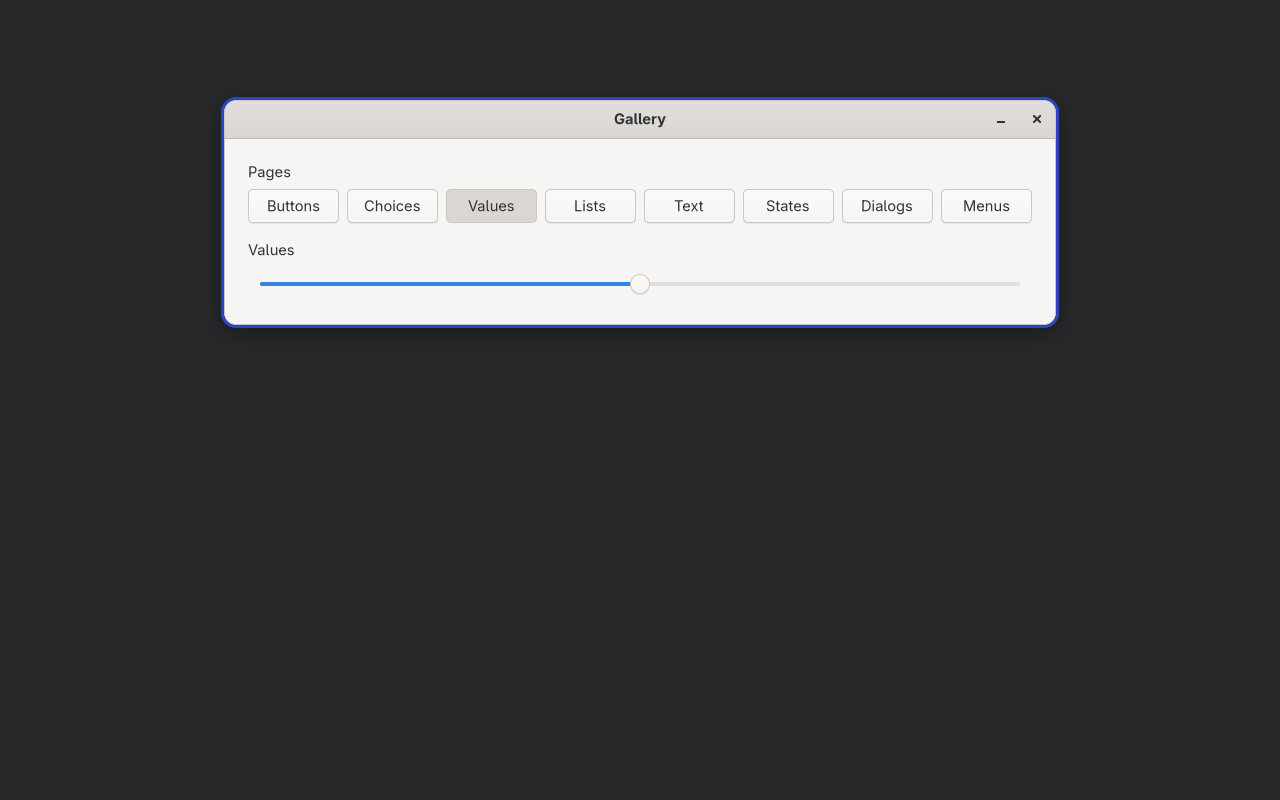 Gallery
Pages
Buttons Choices Values Lists Text States Dialogs Menus
Values